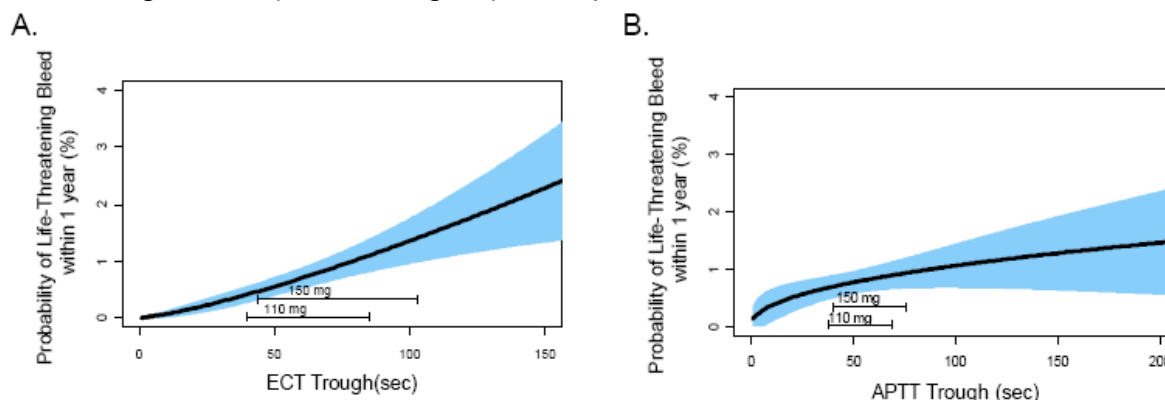 A.
Probability of Life-Threatening Bleed
within 1 year (%)
4
3
2
1
0
150 mg
110 mg
0
50
100
150
ECT Trough(sec)
B.
Probability of Life-Threatening Bleed
within 1 year (%)
4
3
2
1
0
150 mg
110 mg
0
50
100
150
200
APTT Trough (sec)